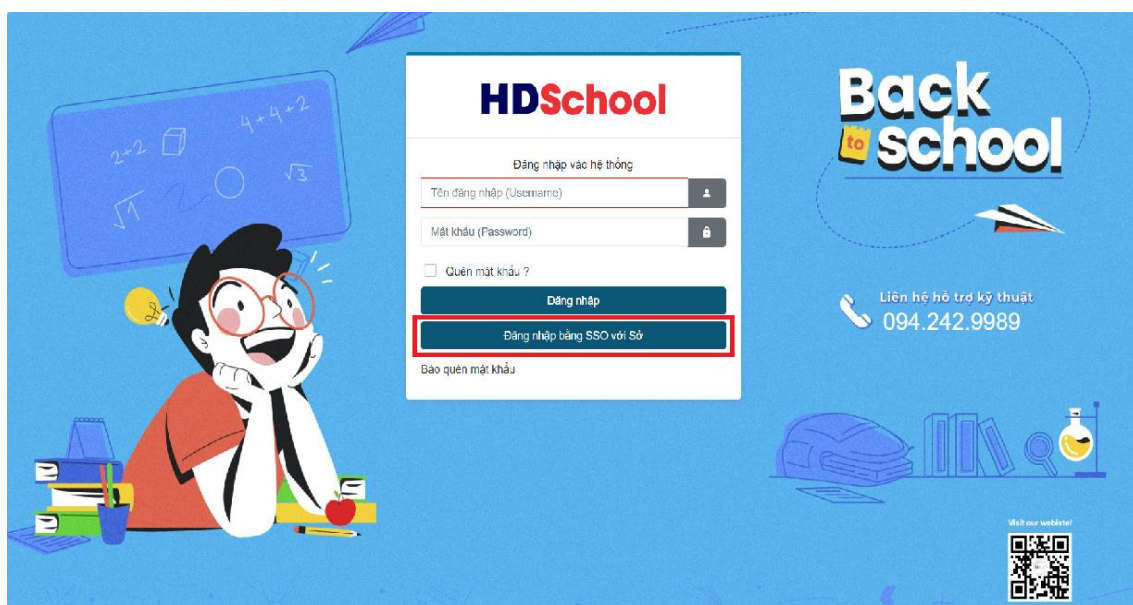 2+2
4+4+2
√1
2
√3
HDSchool
Đăng nhập vào hệ thống
Tên đăng nhập (Username)
Mật khẩu (Password)
Quên mật khẩu ?
Đăng nhập
Đăng nhập bằng SSO với Sở
Báo quên mật khẩu
Back
to school
Liên hệ hỗ trợ kỹ thuật
094.242.9989
Visit our webiste!